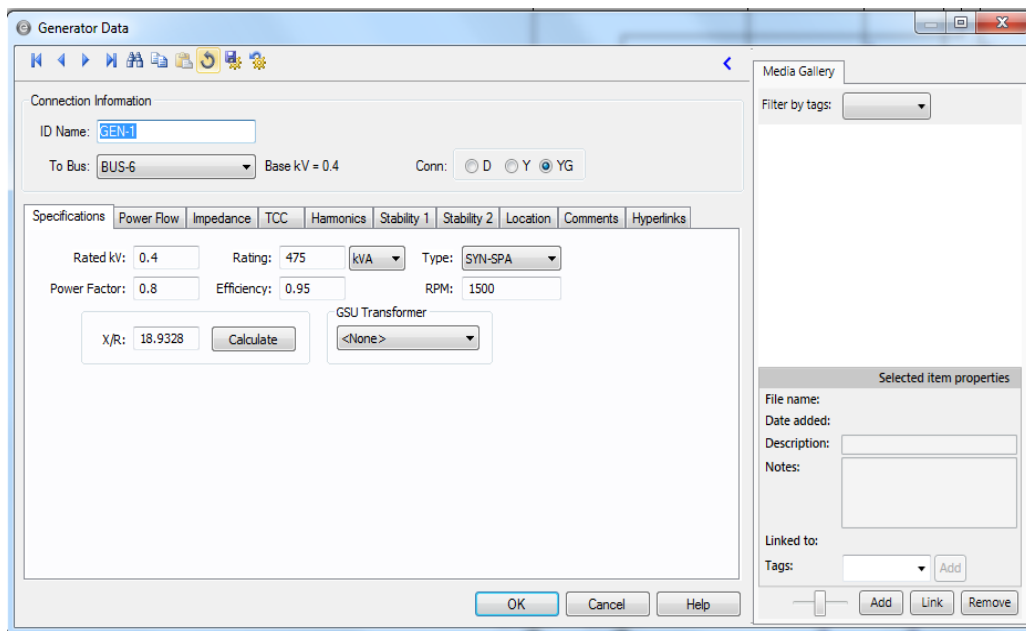 Generator Data
Connection Information
ID Name: GEN-1
To Bus: BUS-6 Base kV = 0.4 Conn: D Y YG
Specifications Power Flow Impedance TCC Harmonics Stability 1 Stability 2 Location Comments Hyperlinks
Rated kV: 0.4 Rating: 475 kVA Type: SYN-SPA
Power Factor: 0.8 Efficiency: 0.95 RPM: 1500
GSU Transformer
X/R: 18.9328 Calculate <None>
OK Cancel Help
Media Gallery
Filter by tags:
Selected item properties
File name:
Date added:
Description:
Notes:
Linked to:
Tags: Add
Add Link Remove